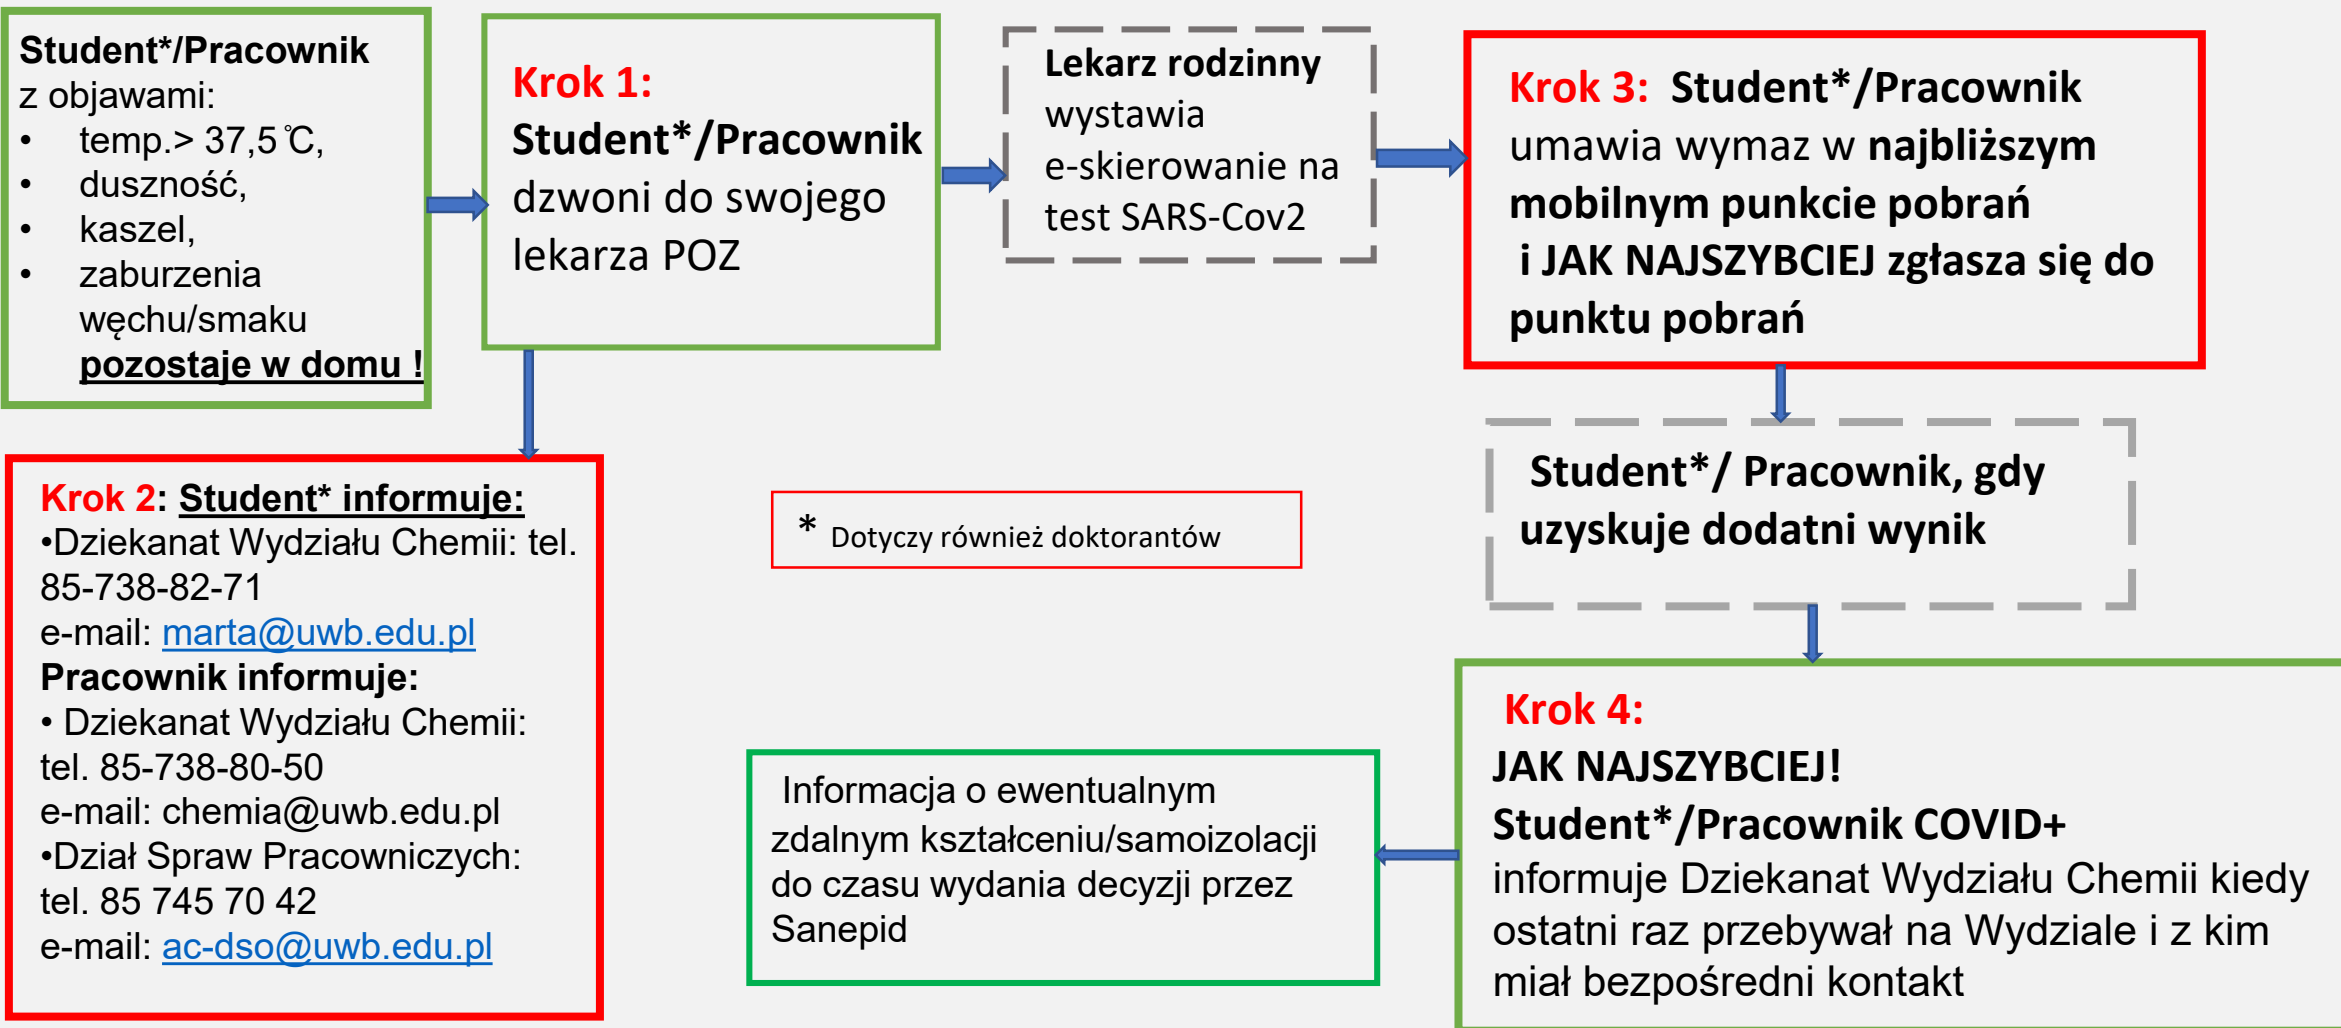 Student*/Pracownik
z objawami:
• temp.> 37,5 ̊C,
• duszność,
• kaszel,
• zaburzenia
węchu/smaku
pozostaje w domu !
Krok 1:
Student*/Pracownik
dzwoni do swojego
lekarza POZ
Lekarz rodzinny
wystawia
e-skierowanie na
test SARS-Cov2
Krok 3: Student*/Pracownik
umawia wymaz w najbliższym
mobilnym punkcie pobrań
i JAK NAJSZYBCIEJ zgłasza się do
punktu pobrań
Krok 2: Student* informuje:
•Dziekanat Wydziału Chemii: tel.
85-738-82-71
e-mail: marta@uwb.edu.pl
Pracownik informuje:
• Dziekanat Wydziału Chemii:
tel. 85-738-80-50
e-mail: chemia@uwb.edu.pl
•Dział Spraw Pracowniczych:
tel. 85 745 70 42
e-mail: ac-dso@uwb.edu.pl
* Dotyczy również doktorantów
Student*/ Pracownik, gdy
uzyskuje dodatni wynik
Krok 4:
JAK NAJSZYBCIEJ!
Student*/Pracownik COVID+
informuje Dziekanat Wydziału Chemii kiedy
ostatni raz przebywał na Wydziale i z kim
miał bezpośredni kontakt
Informacja o ewentualnym
zdalnym kształceniu/samoizolacji
do czasu wydania decyzji przez
Sanepid